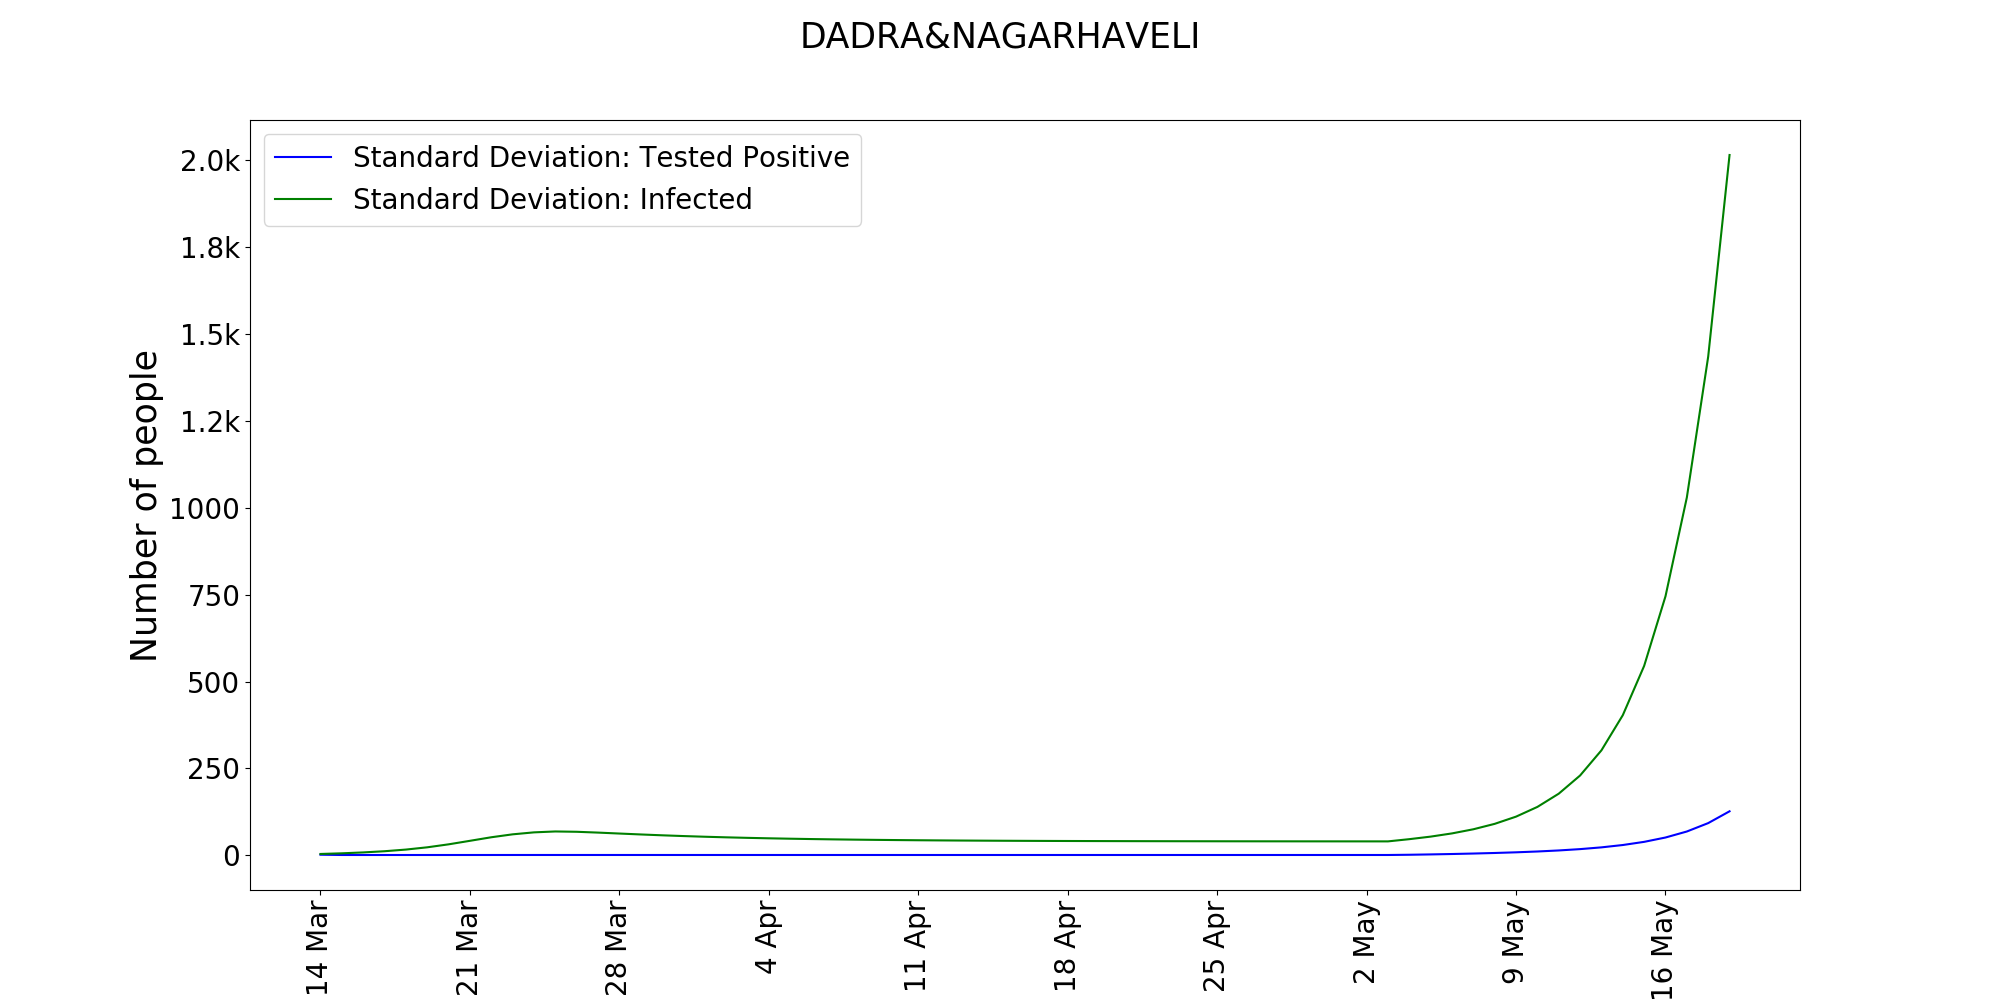 DADRA&NAGARHAVELI
Standard Deviation: Tested Positive
Standard Deviation: Infected
Number of people
2.0k
1.8k
1.5k
1.2k
1000
750
500
250
0
14 Mar
21 Mar
28 Mar
4 Apr
11 Apr
18 Apr
25 Apr
2 May
9 May
16 May